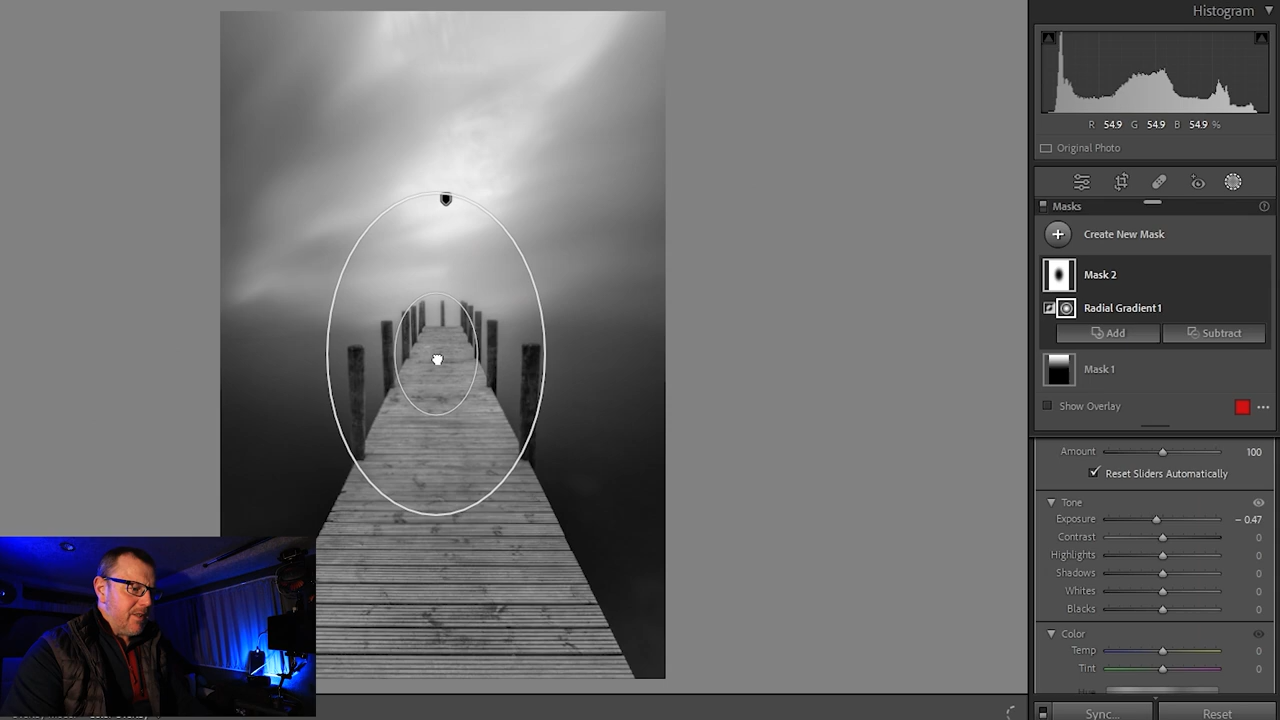 Histogram
R 54.9 G 54.9 B 54.9 %
Original Photo
Masks
Create New Mask
Mask 2
Radial Gradient 1
Add Subtract
Mask 1
Show Overlay
Amount 100
Reset Sliders Automatically
Tone
Exposure – 0.47
Contrast 0
Highlights 0
Shadows 0
Whites 0
Blacks 0
Color
Temp 0
Tint 0
Sync... Reset